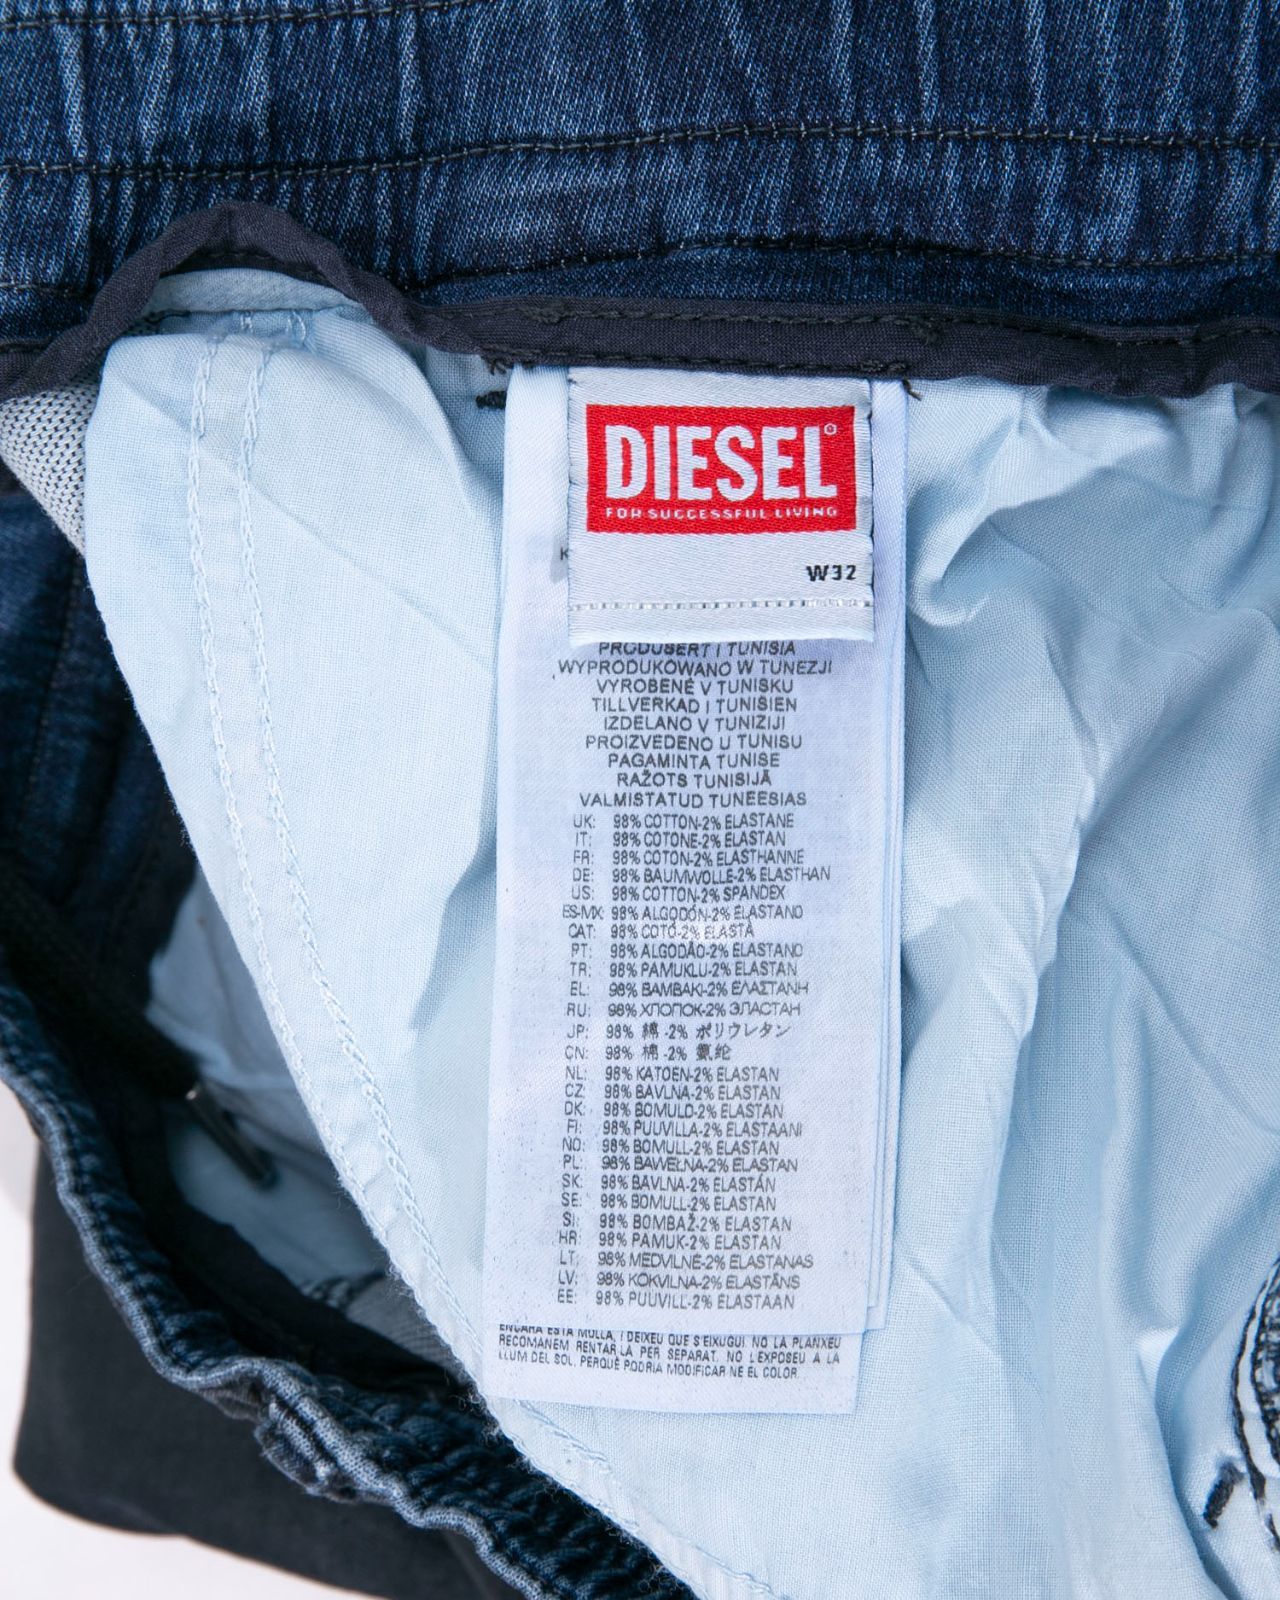 DIESEL
FOR SUCCESSFUL LIVING
K
W32
PRODUSERT I TUNISIA
WYPRODUKOWANO W TUNEZJI
VYROBENÉ V TUNISKU
TILLVERKAD I TUNISIEN
IZDELANO V TUNIZIJI
PROIZVEDENO U TUNISU
PAGAMINTA TUNISE
RAŽOTS TUNISIJĀ
VALMISTATUD TUNEESIAS
UK: 98% COTTON-2% ELASTANE
IT: 98% COTONE-2% ELASTAN
FR: 98% COTON-2% ELASTHANNE
DE: 98% BAUMWOLLE-2% ELASTHAN
US: 98% COTTON-2% SPANDEX
ES-MX: 98% ALGODÓN-2% ELASTANO
CAT: 98% COTÓ-2% ELASTÀ
PT: 98% ALGODÃO-2% ELASTANO
TR: 98% PAMUKLU-2% ELASTAN
EL: 98% ΒΑΜΒΑΚΙ-2% ΕΛΑΣΤΑΝΗ
RU: 98% ХЛОПОК-2% ЭЛАСТАН
JP: 98% 綿 -2% ポリウレタン
CN: 98% 棉 -2% 氨纶
NL: 98% KATOEN-2% ELASTAN
CZ: 98% BAVLNA-2% ELASTAN
DK: 98% BOMULD-2% ELASTAN
FI: 98% PUUVILLA-2% ELASTAANI
NO: 98% BOMULL-2% ELASTAN
PL: 98% BAWEŁNA-2% ELASTAN
SK: 98% BAVLNA-2% ELASTÁN
SE: 98% BOMULL-2% ELASTAN
SI: 98% BOMBAŽ-2% ELASTAN
HR: 98% PAMUK-2% ELASTAN
LT: 98% MEDVILNĖ-2% ELASTANAS
LV: 98% KOKVILNA-2% ELASTĀNS
EE: 98% PUUVILL-2% ELASTAAN
ENCARA ESTÀ MULLA, I DEIXEU QUE S'EIXUGUI. NO LA PLANXEU
RECOMANEM RENTAR LA PER SEPARAT. NO L'EXPOSEU A LA
LLUM DEL SOL, PERQUÈ PODRIA MODIFICAR NE EL COLOR.